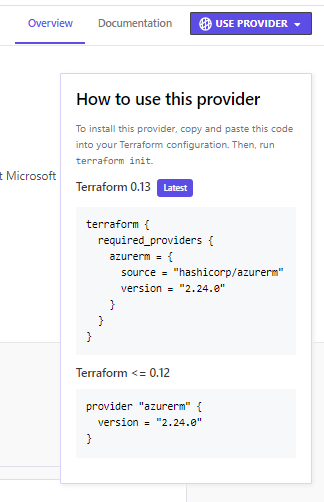 Overview Documentation USE PROVIDER
How to use this provider
To install this provider, copy and paste this code
into your Terraform configuration. Then, run
terraform init.
t Microsoft
Terraform 0.13 Latest
terraform {
  required_providers {
    azurerm = {
      source = "hashicorp/azurerm"
      version = "2.24.0"
    }
  }
}
Terraform <= 0.12
provider "azurerm" {
  version = "2.24.0"
}